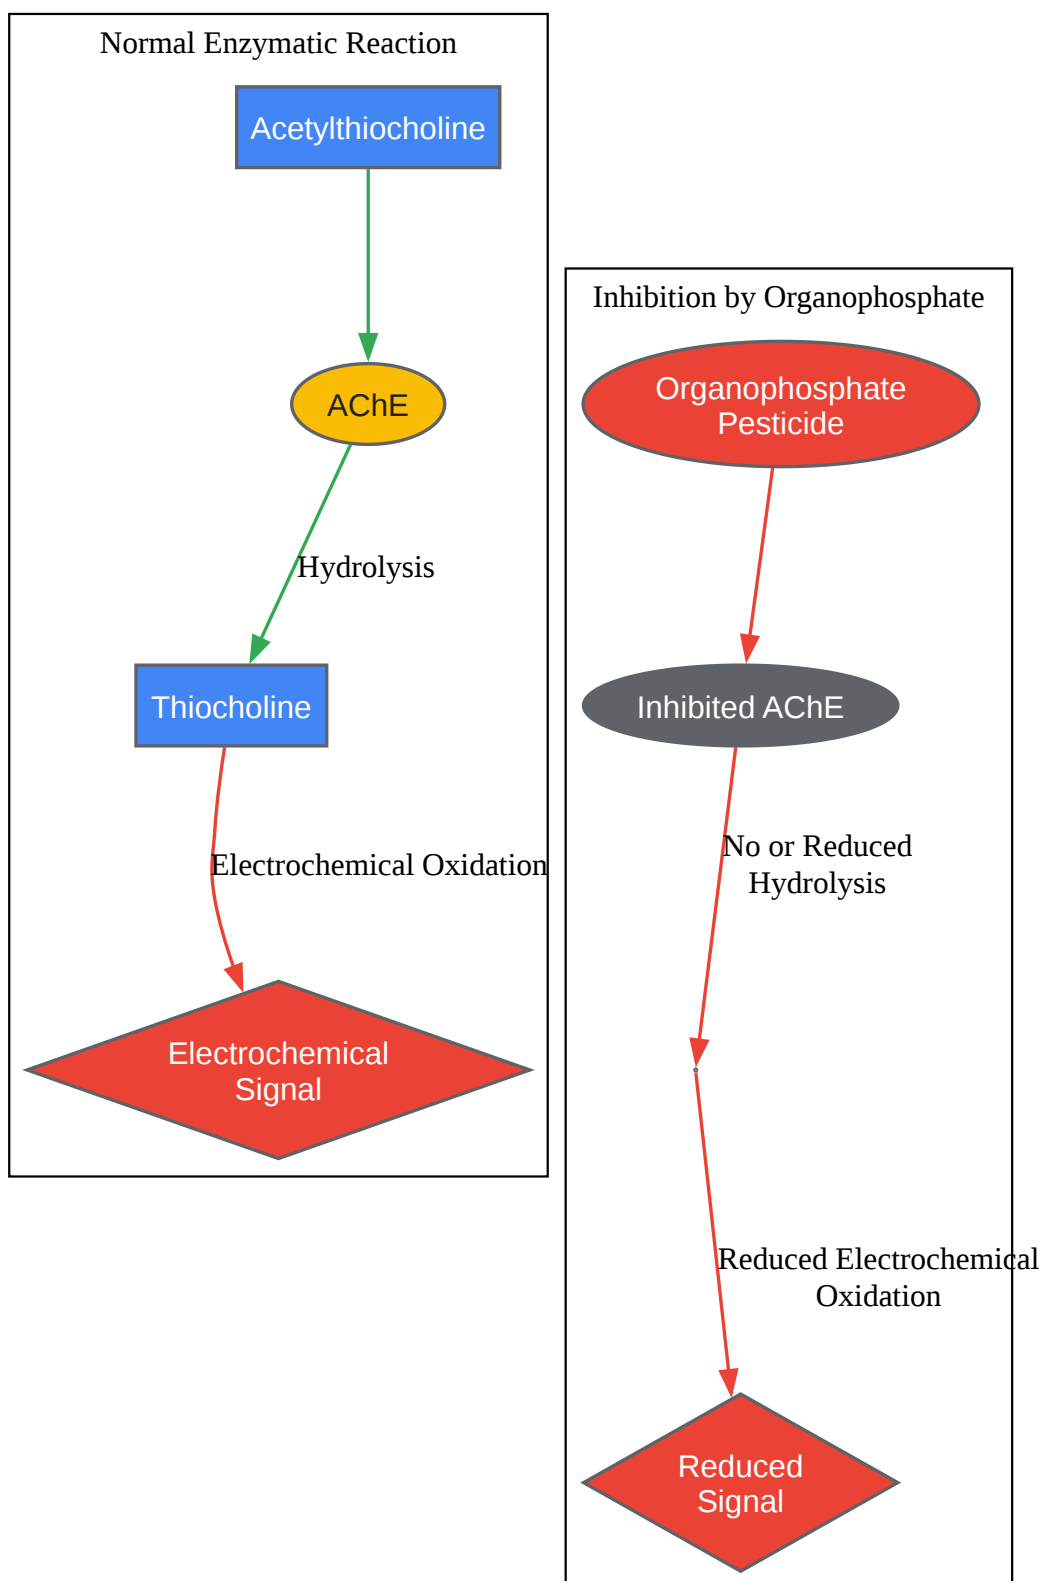 Normal Enzymatic Reaction
Acetylthiocholine
AChE
Hydrolysis
Thiocholine
Electrochemical Oxidation
Electrochemical
Signal
Inhibition by Organophosphate
Organophosphate
Pesticide
Inhibited AChE
No or Reduced
Hydrolysis
Reduced Electrochemical
Oxidation
Reduced
Signal